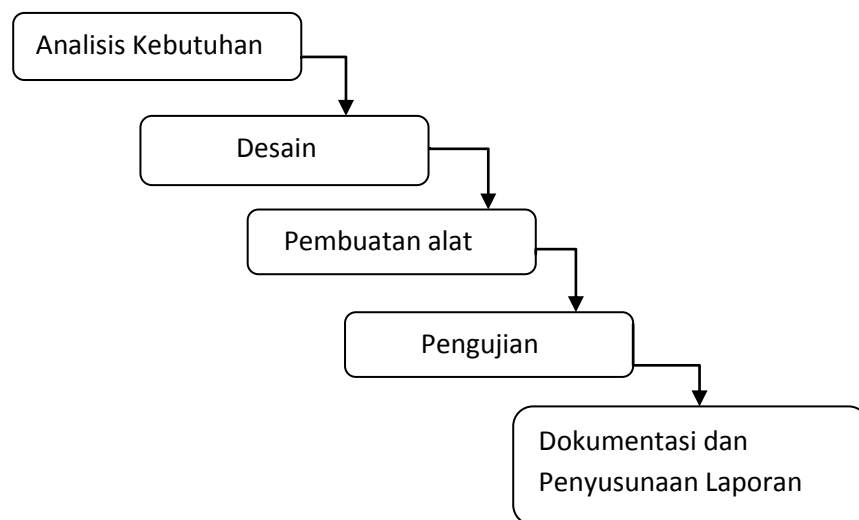 Analisis Kebutuhan
Desain
Pembuatan alat
Pengujian
Dokumentasi dan
Penyusunaan Laporan